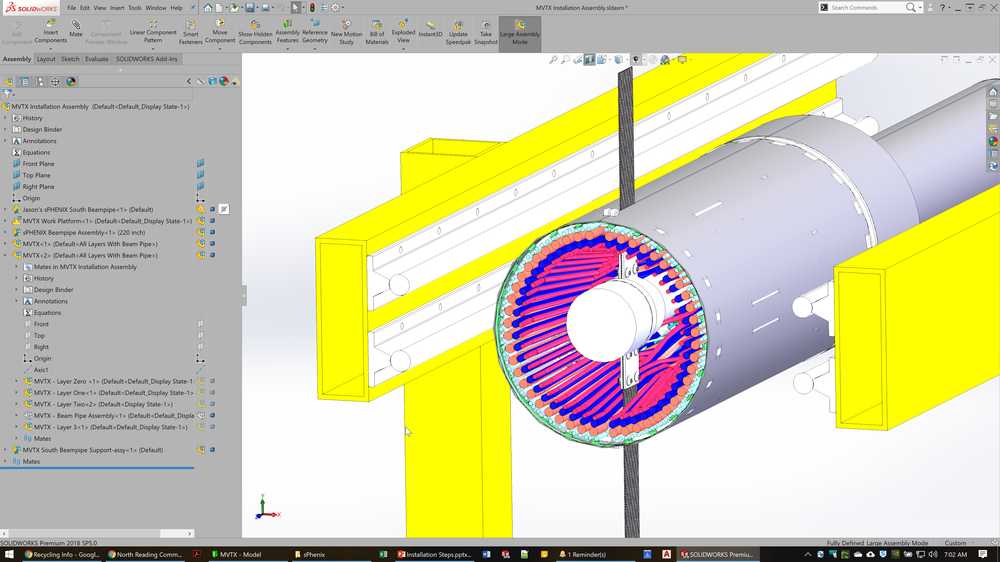 SOLIDWORKS File Edit View Insert Tools Window Help MVTX Installation Assembly.sldasm * Search Commands ?
Edit Component
Insert Components
Mate
Component Preview Window
Linear Component Pattern
Smart Fasteners
Move Component
Show Hidden Components
Assembly Features
Reference Geometry
New Motion Study
Bill of Materials
Exploded View
Instant3D
Update Speedpak
Take Snapshot
Large Assembly Mode
Assembly Layout Sketch Evaluate SOLIDWORKS Add-Ins
MVTX Installation Assembly (Default<Default_Display State-1>)
History
Design Binder
Annotations
Equations
Front Plane
Top Plane
Right Plane
Origin
Jason's sPHENIX South Beampipe<1> (Default)
MVTX Work Platform<1> (Default<Default_Display State-1>)
sPHENIX Beampipe Assembly<1> (220 inch)
MVTX<1> (Default<All Layers With Beam Pipe>)
MVTX<2> (Default<All Layers With Beam Pipe>)
Mates in MVTX Installation Assembly
History
Design Binder
Annotations
Equations
Front
Top
Right
Origin
Axis1
MVTX - Layer Zero <1> (Default<Default_Display State-1>
MVTX - Layer One<1> (Default<Default_Display State-1>
MVTX - Layer Two<2> (Default<Display State-1>)
MVTX - Beam Pipe Assembly<1> (Default<Default_Displa
MVTX - Layer 3<1> (Default<Default_Display State-1>)
Mates
MVTX South Beampipe Support-assy<1> (Default)
Mates
Y
X
Z
SOLIDWORKS Premium 2018 SP5.0 Fully Defined Large Assembly Mode Custom
Recycling Info - Googl... North Reading Comm... MVTX - Model sPhenix Installation Steps.pptx... 1 Reminder(s) 6 SOLIDWORKS Premiu... 7:02 AM